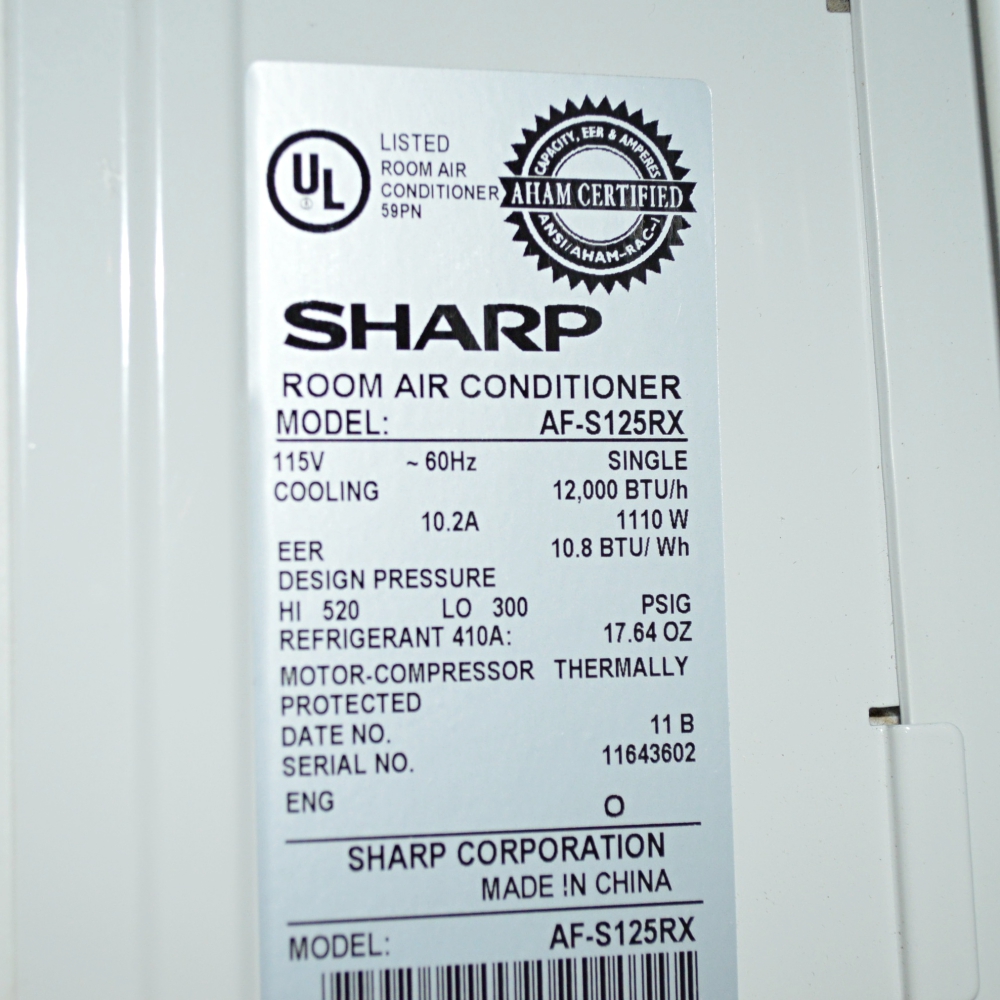 UL
LISTED
ROOM AIR
CONDITIONER
59PN
CAPACITY, EER & AMPERES
AHAM CERTIFIED
ANSI/AHAM-RAC-1
SHARP
ROOM AIR CONDITIONER
MODEL: AF-S125RX
115V ~ 60Hz SINGLE
COOLING 12,000 BTU/h
10.2A 1110 W
EER 10.8 BTU/ Wh
DESIGN PRESSURE
HI 520 LO 300 PSIG
REFRIGERANT 410A: 17.64 OZ
MOTOR-COMPRESSOR THERMALLY
PROTECTED
DATE NO. 11 B
SERIAL NO. 11643602
ENG O
SHARP CORPORATION
MADE IN CHINA
MODEL: AF-S125RX